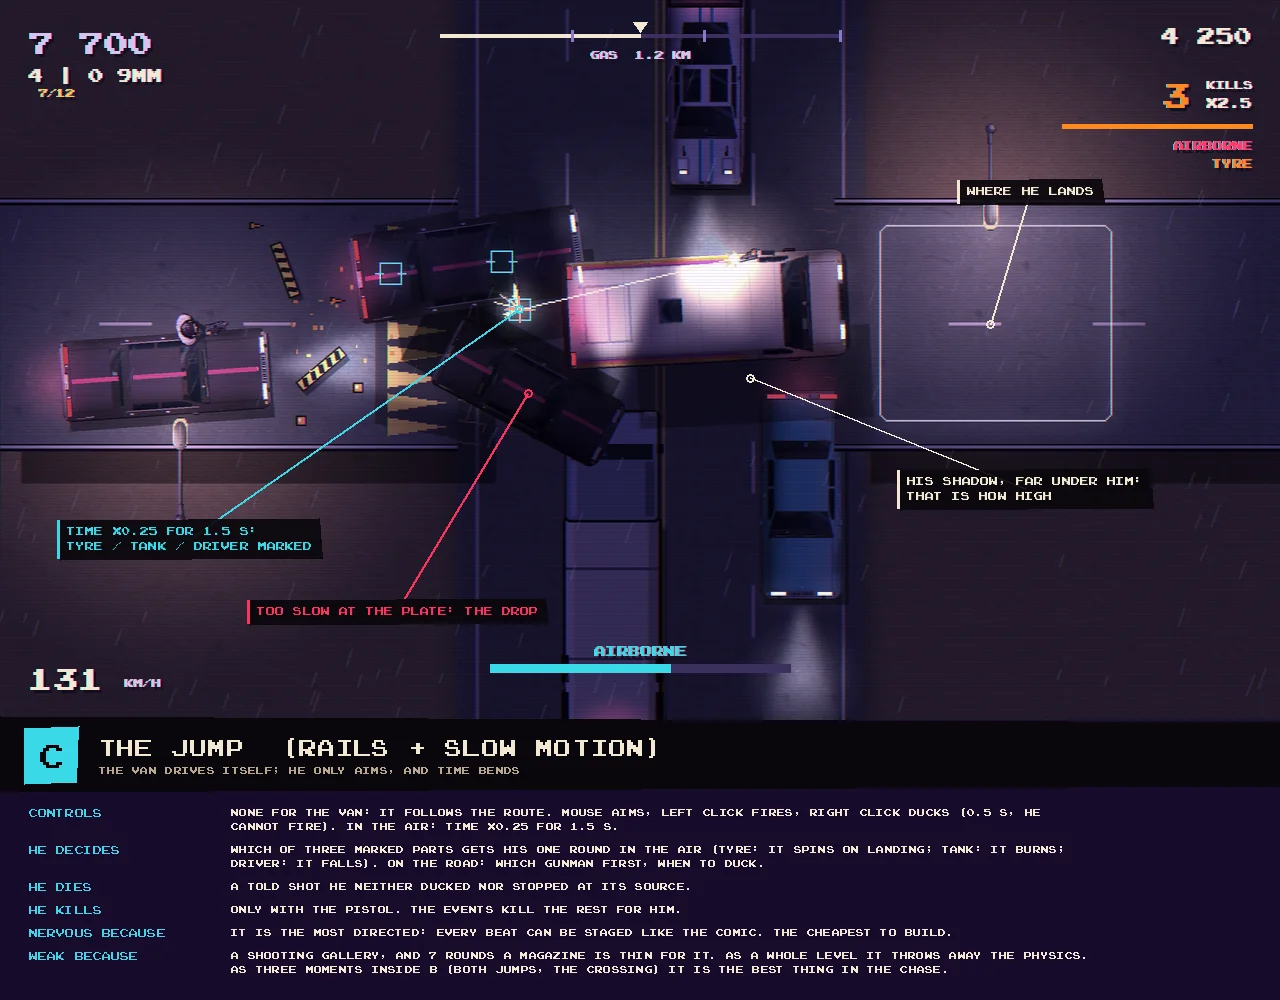 7 700
4 | 0 9MM
7/12
GAS 1.2 KM
4 250
3 KILLS
X2.5
AIRBORNE
TYRE
WHERE HE LANDS
HIS SHADOW, FAR UNDER HIM:
THAT IS HOW HIGH
TIME X0.25 FOR 1.5 S:
TYRE / TANK / DRIVER MARKED
TOO SLOW AT THE PLATE: THE DROP
AIRBORNE
131 KM/H
C
THE JUMP (RAILS + SLOW MOTION)
THE VAN DRIVES ITSELF; HE ONLY AIMS, AND TIME BENDS
CONTROLS
NONE FOR THE VAN: IT FOLLOWS THE ROUTE. MOUSE AIMS, LEFT CLICK FIRES, RIGHT CLICK DUCKS (0.5 S, HE
CANNOT FIRE). IN THE AIR: TIME X0.25 FOR 1.5 S.
HE DECIDES
WHICH OF THREE MARKED PARTS GETS HIS ONE ROUND IN THE AIR (TYRE: IT SPINS ON LANDING; TANK: IT BURNS;
DRIVER: IT FALLS). ON THE ROAD: WHICH GUNMAN FIRST, WHEN TO DUCK.
HE DIES
A TOLD SHOT HE NEITHER DUCKED NOR STOPPED AT ITS SOURCE.
HE KILLS
ONLY WITH THE PISTOL. THE EVENTS KILL THE REST FOR HIM.
NERVOUS BECAUSE
IT IS THE MOST DIRECTED: EVERY BEAT CAN BE STAGED LIKE THE COMIC. THE CHEAPEST TO BUILD.
WEAK BECAUSE
A SHOOTING GALLERY, AND 7 ROUNDS A MAGAZINE IS THIN FOR IT. AS A WHOLE LEVEL IT THROWS AWAY THE PHYSICS.
AS THREE MOMENTS INSIDE B (BOTH JUMPS, THE CROSSING) IT IS THE BEST THING IN THE CHASE.